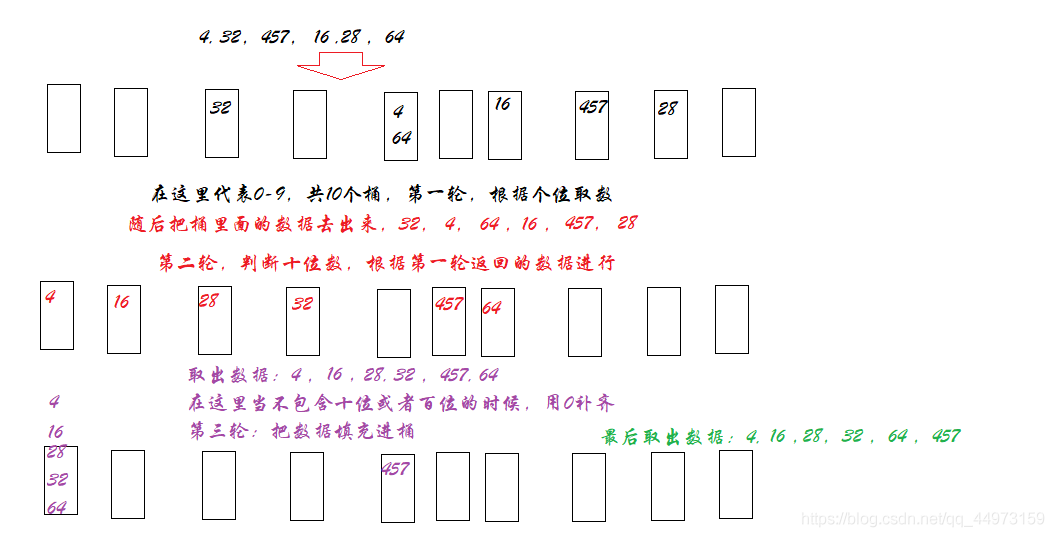 4, 32, 457, 16, 28, 64
32
4
64
16
457
28
在这里代表0-9, 共10个桶, 第一轮, 根据个位取数
随后把桶里面的数据去出来, 32, 4, 64, 16, 457, 28
第二轮, 判断十位数, 根据第一轮返回的数据进行
4
16
28
32
457
64
取出数据: 4, 16, 28, 32, 457, 64
在这里当不包含十位或者百位的时候, 用0补齐
第三轮: 把数据填充进桶
最后取出数据: 4, 16, 28, 32, 64, 457
4
16
28
32
64
457
https://blog.csdn.net/qq_44973159